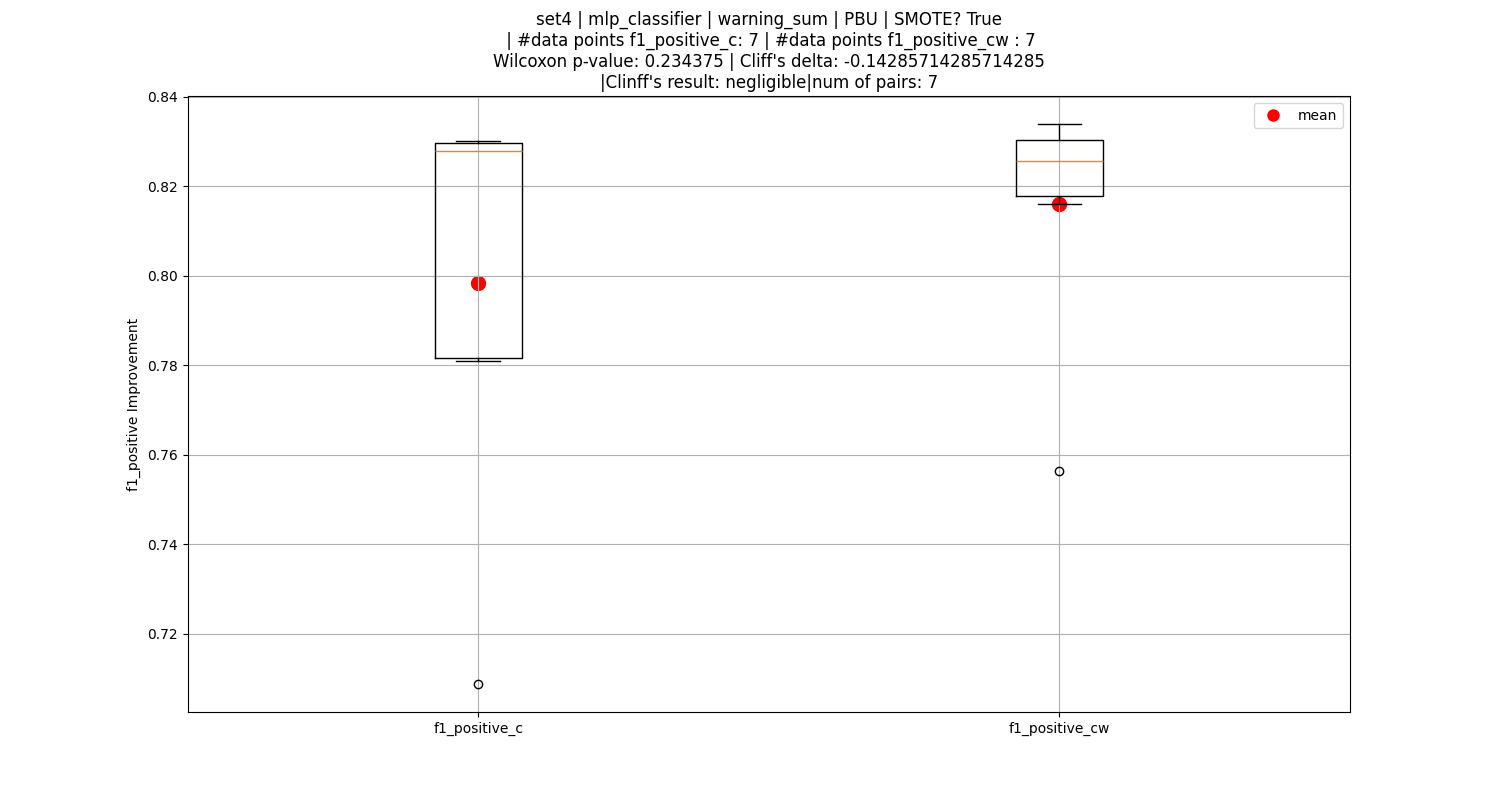 set4 | mlp_classifier | warning_sum | PBU | SMOTE? True
| #data points f1_positive_c: 7 | #data points f1_positive_cw : 7
Wilcoxon p-value: 0.234375 | Cliff's delta: -0.14285714285714285
|Clinff's result: negligible|num of pairs: 7
mean
f1_positive Improvement
0.84
0.82
0.80
0.78
0.76
0.74
0.72
f1_positive_c
f1_positive_cw